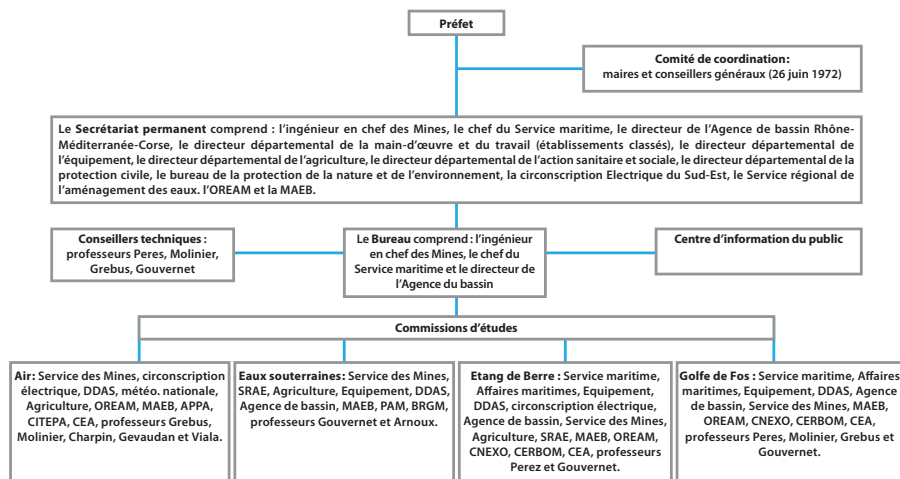 Préfet
Comité de coordination:
maires et conseillers généraux (26 juin 1972)
Le Secrétariat permanent comprend : l'ingénieur en chef des Mines, le chef du Service maritime, le directeur de l'Agence de bassin Rhône-
Méditerranée-Corse, le directeur départemental de la main-d'œuvre et du travail (établissements classés), le directeur départemental de
l'équipement, le directeur départemental de l'agriculture, le directeur départemental de l'action sanitaire et sociale, le directeur départemental de la
protection civile, le bureau de la protection de la nature et de l'environnement, la circonscription Electrique du Sud-Est, le Service régional de
l'aménagement des eaux. l'OREAM et la MAEB.
Conseillers techniques :
professeurs Peres, Molinier,
Grebus, Gouvernet
Le Bureau comprend : l'ingénieur
en chef des Mines, le chef du
Service maritime et le directeur de
l'Agence du bassin
Centre d'information du public
Commissions d'études
Air: Service des Mines, circonscription
électrique, DDAS, météo. nationale,
Agriculture, OREAM, MAEB, APPA,
CITEPA, CEA, professeurs Grebus,
Molinier, Charpin, Gevaudan et Viala.
Eaux souterraines: Service des Mines,
SRAE, Agriculture, Equipement, DDAS,
Agence de bassin, MAEB, PAM, BRGM,
professeurs Gouvernet et Arnoux.
Etang de Berre : Service maritime,
Affaires maritimes, Equipement,
DDAS, circonscription électrique,
Agence de bassin, Service des Mines,
Agriculture, SRAE, MAEB, OREAM,
CNEXO, CERBOM, CEA, professeurs
Perez et Gouvernet.
Golfe de Fos : Service maritime, Affaires
maritimes, Equipement, DDAS, Agence
de bassin, Service des Mines, MAEB,
OREAM, CNEXO, CERBOM, CEA,
professeurs Peres, Molinier, Grebus et
Gouvernet.